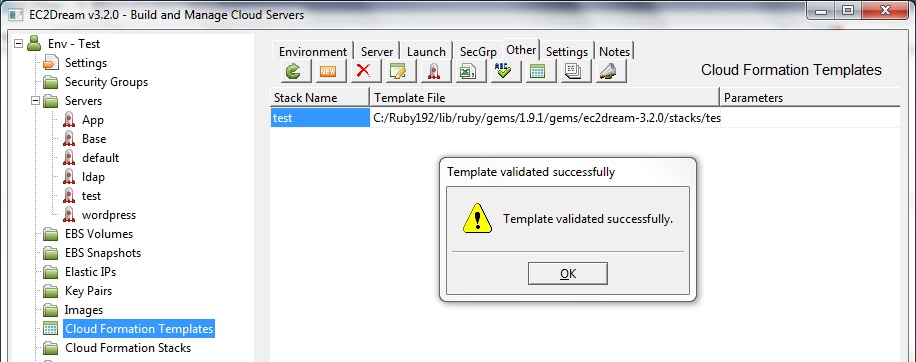 EC2Dream v3.2.0 - Build and Manage Cloud Servers
Env - Test
Settings
Security Groups
Servers
App
Base
default
ldap
test
wordpress
EBS Volumes
EBS Snapshots
Elastic IPs
Key Pairs
Images
Cloud Formation Templates
Cloud Formation Stacks
Environment Server Launch SecGrp Other Settings Notes
NEW ABC Cloud Formation Templates
Stack Name Template File Parameters
test C:/Ruby192/lib/ruby/gems/1.9.1/gems/ec2dream-3.2.0/stacks/tes
Template validated successfully
Template validated successfully.
OK